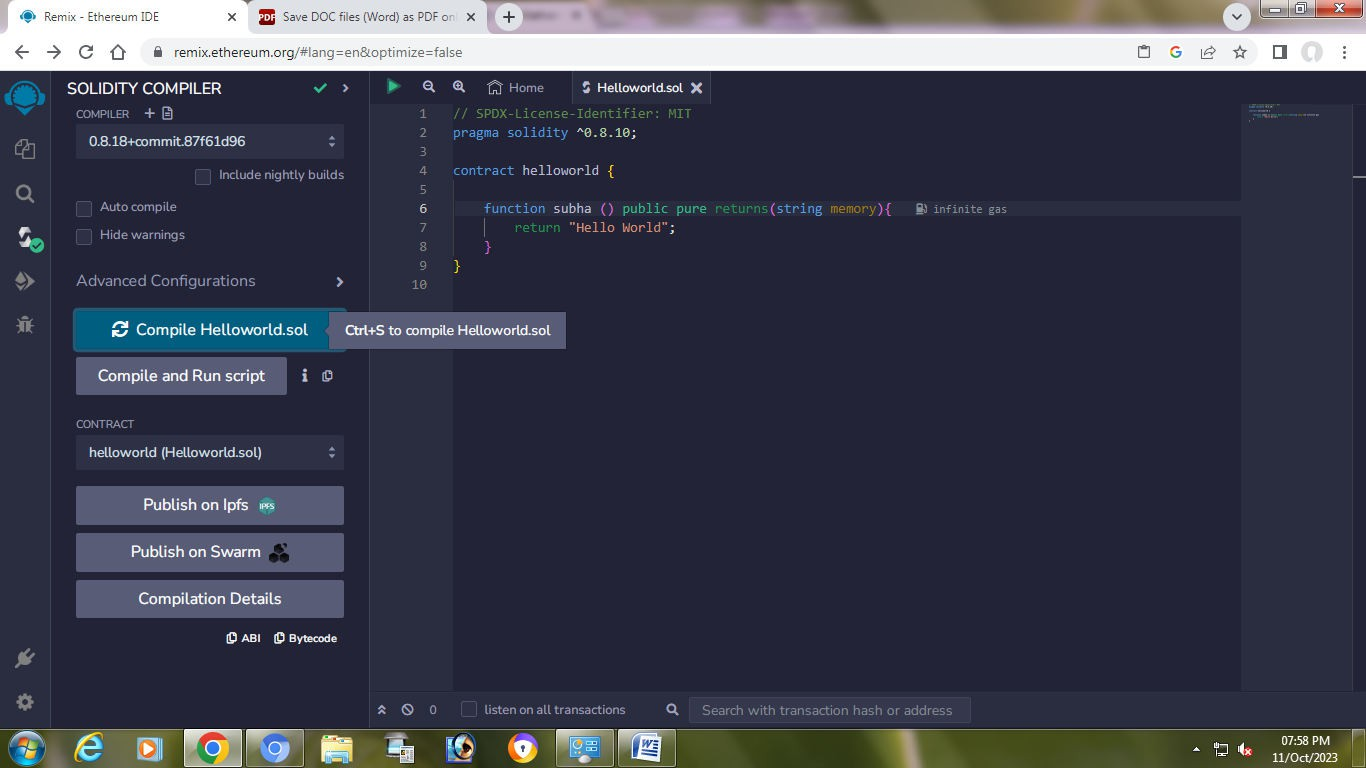 Remix - Ethereum IDE
PDF
Save DOC files (Word) as PDF onl
remix.ethereum.org/#lang=en&optimize=false
SOLIDITY COMPILER
COMPILER
0.8.18+commit.87f61d96
Include nightly builds
Auto compile
Hide warnings
Advanced Configurations
Compile Helloworld.sol
Ctrl+S to compile Helloworld.sol
Compile and Run script
CONTRACT
helloworld (Helloworld.sol)
Publish on Ipfs
IPFS
Publish on Swarm
Compilation Details
ABI
Bytecode
Home
Helloworld.sol
1 // SPDX-License-Identifier: MIT
2 pragma solidity ^0.8.10;
3
4 contract helloworld {
5
6 function subha () public pure returns(string memory){ infinite gas
7 return "Hello World";
8 }
9 }
10
0
listen on all transactions
Search with transaction hash or address
07:58 PM
11/Oct/2023